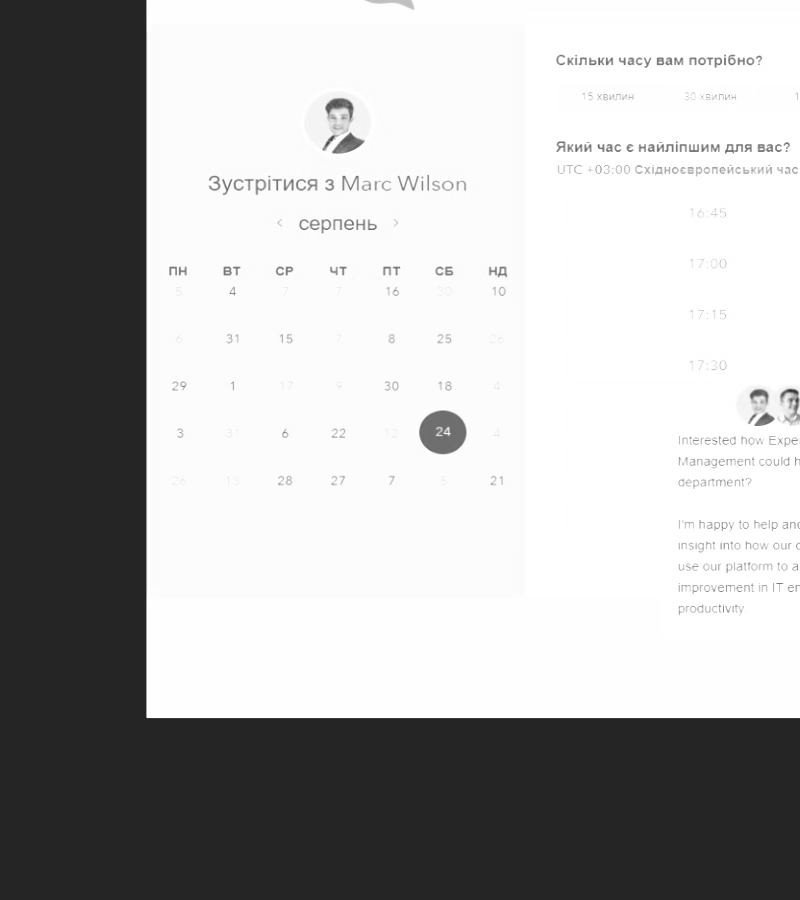 Зустрітися з Marc Wilson
‹ серпень ›
ПН ВТ СР ЧТ ПТ СБ НД
5 4 7 7 16 30 10
6 31 15 7 8 25 26
29 1 17 9 30 18 4
3 31 6 22 12 24 4
26 13 28 27 7 5 21
Скільки часу вам потрібно?
15 хвилин 30 хвилин 1
Який час є найліпшим для вас?
UTC +03:00 Східноєвропейський час
16:45
17:00
17:15
17:30
Interested how Expe
Management could h
department?
I'm happy to help and
insight into how our c
use our platform to a
improvement in IT en
productivity.